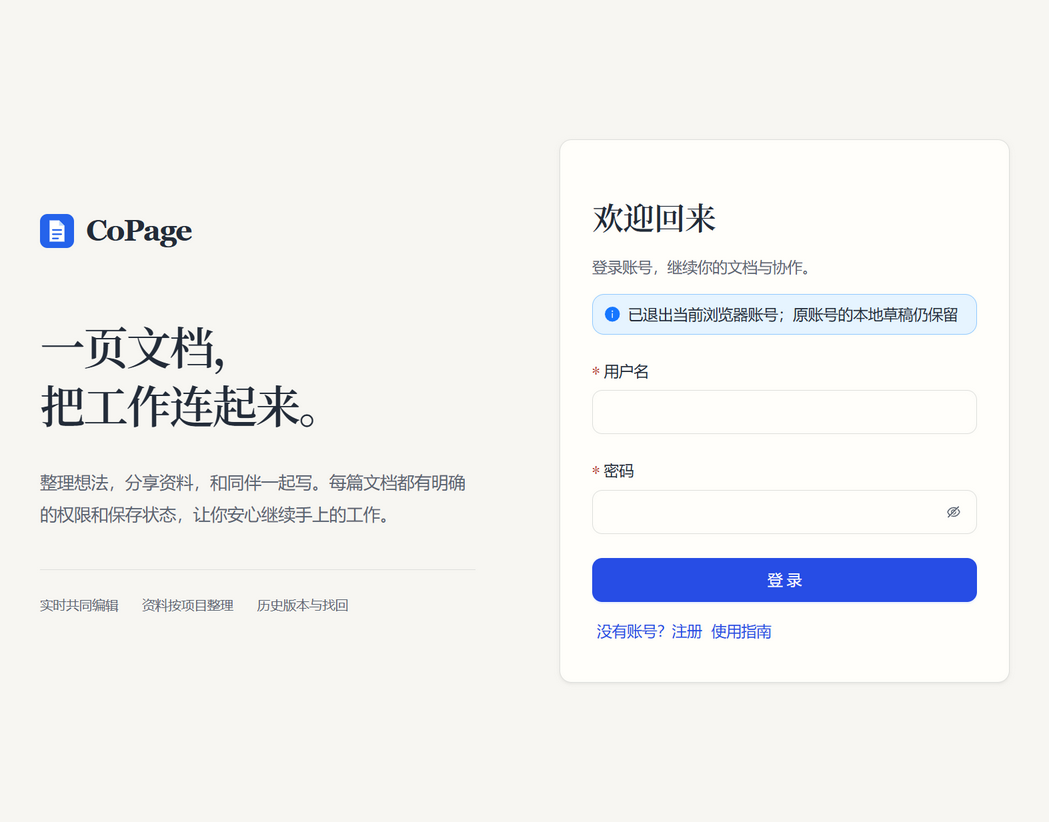 CoPage
一页文档，
把工作连起来。
整理想法，分享资料，和同伴一起写。每篇文档都有明确
的权限和保存状态，让你安心继续手上的工作。
实时共同编辑 资料按项目整理 历史版本与找回
欢迎回来
登录账号，继续你的文档与协作。
已退出当前浏览器账号；原账号的本地草稿仍保留
* 用户名
* 密码
登 录
没有账号？注册 使用指南